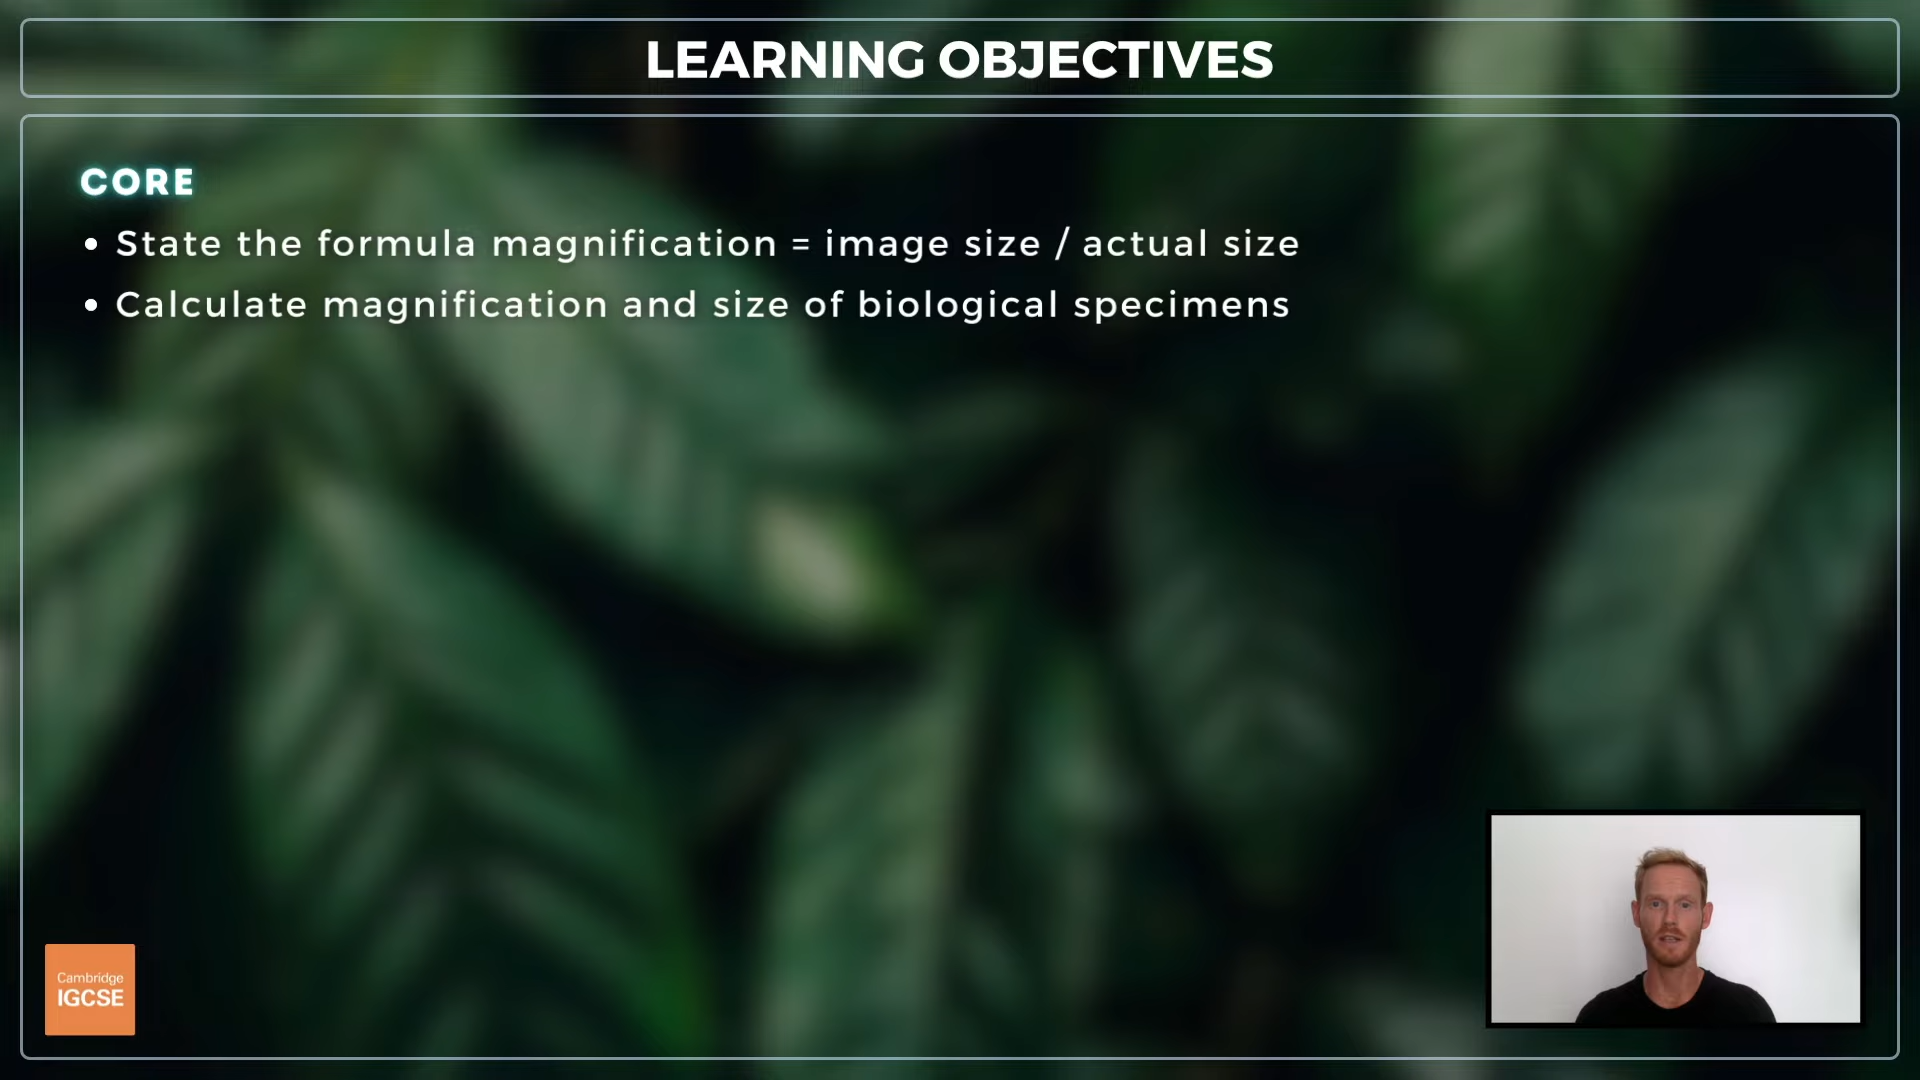 LEARNING OBJECTIVES
CORE
• State the formula magnification = image size / actual size
• Calculate magnification and size of biological specimens
Cambridge
IGCSE